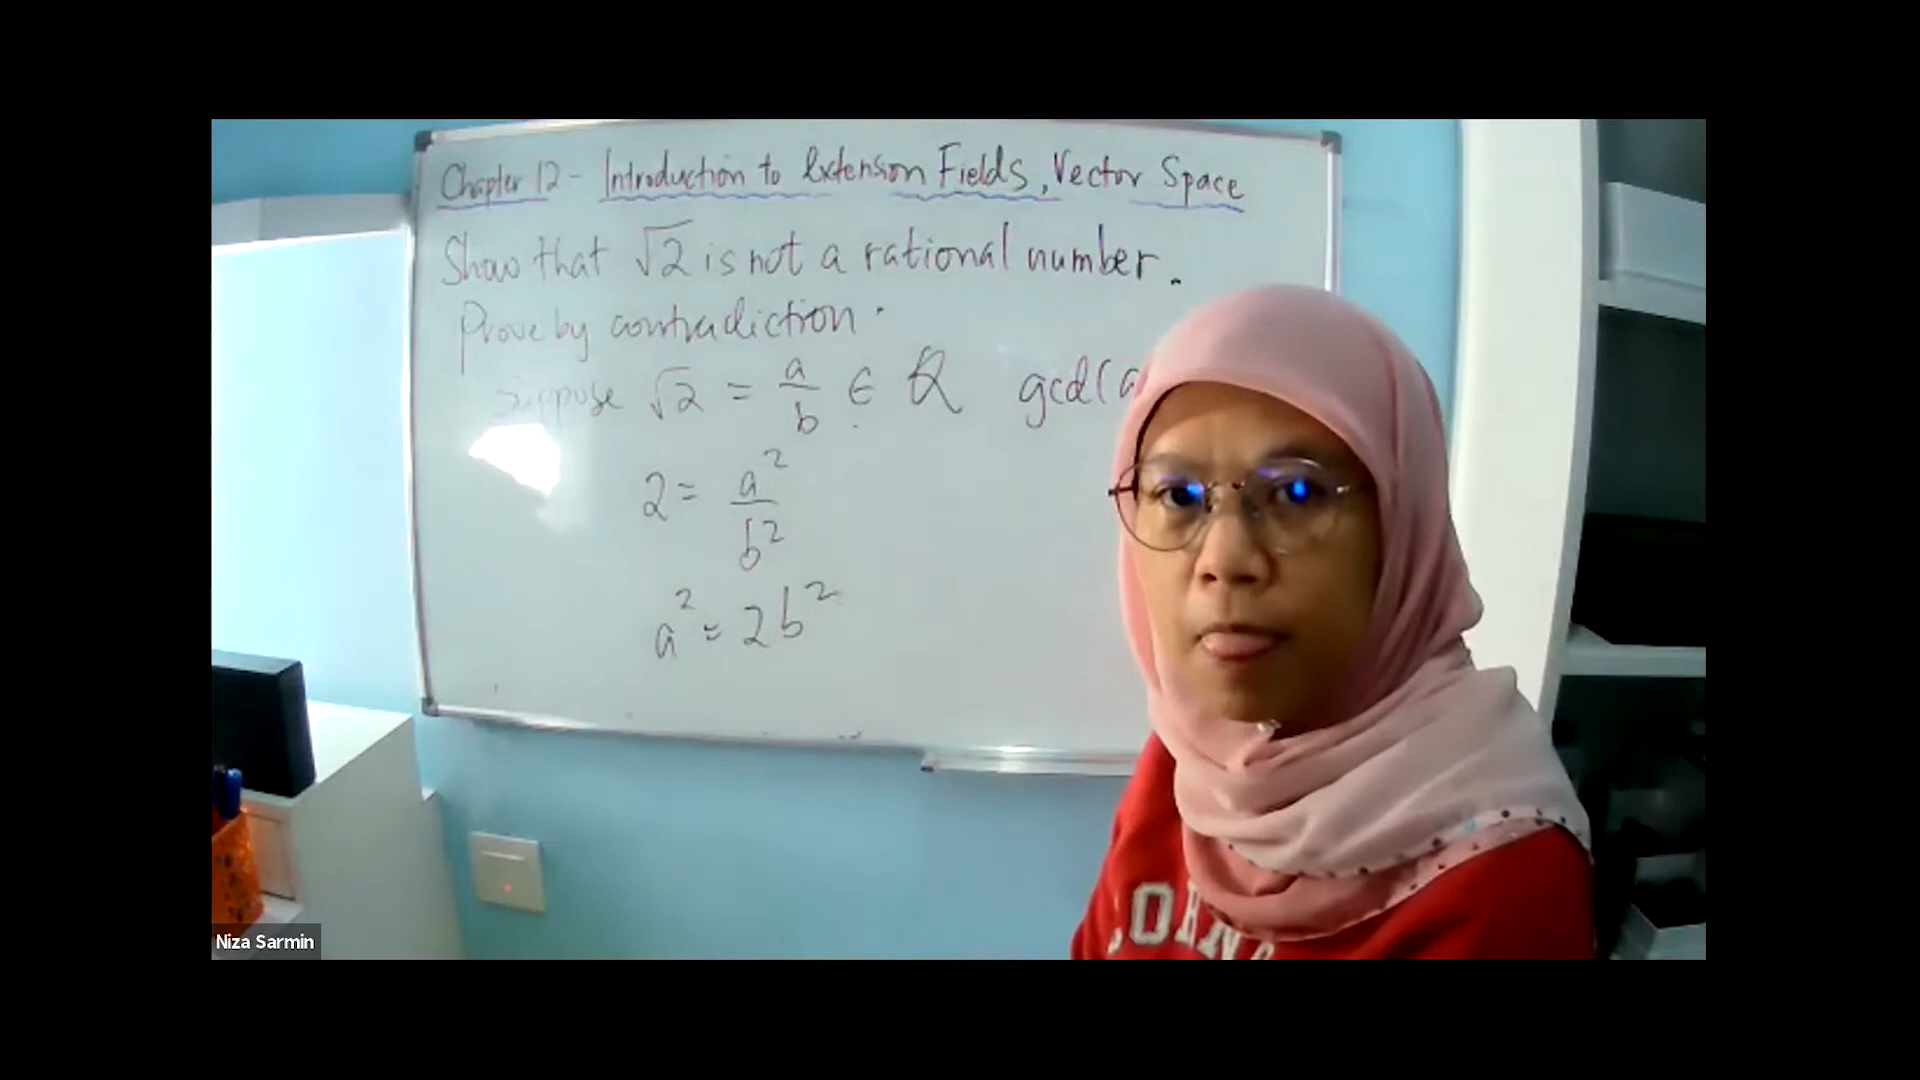 Chapter 12 - Introduction to Extension Fields, Vector Space
Show that √2 is not a rational number.
Prove by contradiction.
Suppose √2 = a/b ∈ Q gcd(a
2 = a²/b²
a² = 2b²
Niza Sarmin